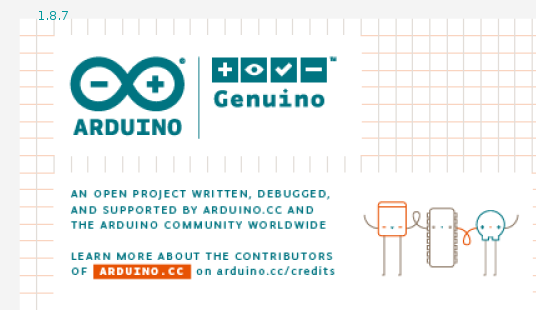 1.8.7
ARDUINO
Genuino
AN OPEN PROJECT WRITTEN, DEBUGGED,
AND SUPPORTED BY ARDUINO.CC AND
THE ARDUINO COMMUNITY WORLDWIDE
LEARN MORE ABOUT THE CONTRIBUTORS
OF ARDUINO.CC on arduino.cc/credits